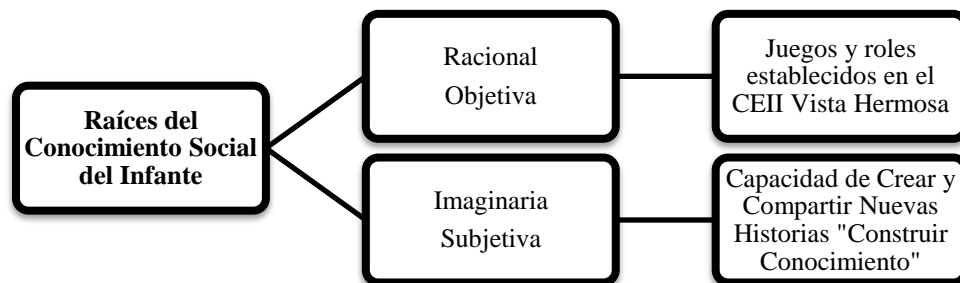 Raíces del
Conocimiento Social
del Infante
Racional
Objetiva
Juegos y roles
establecidos en el
CEII Vista Hermosa
Imaginaria
Subjetiva
Capacidad de Crear y
Compartir Nuevas
Historias "Construir
Conocimiento"